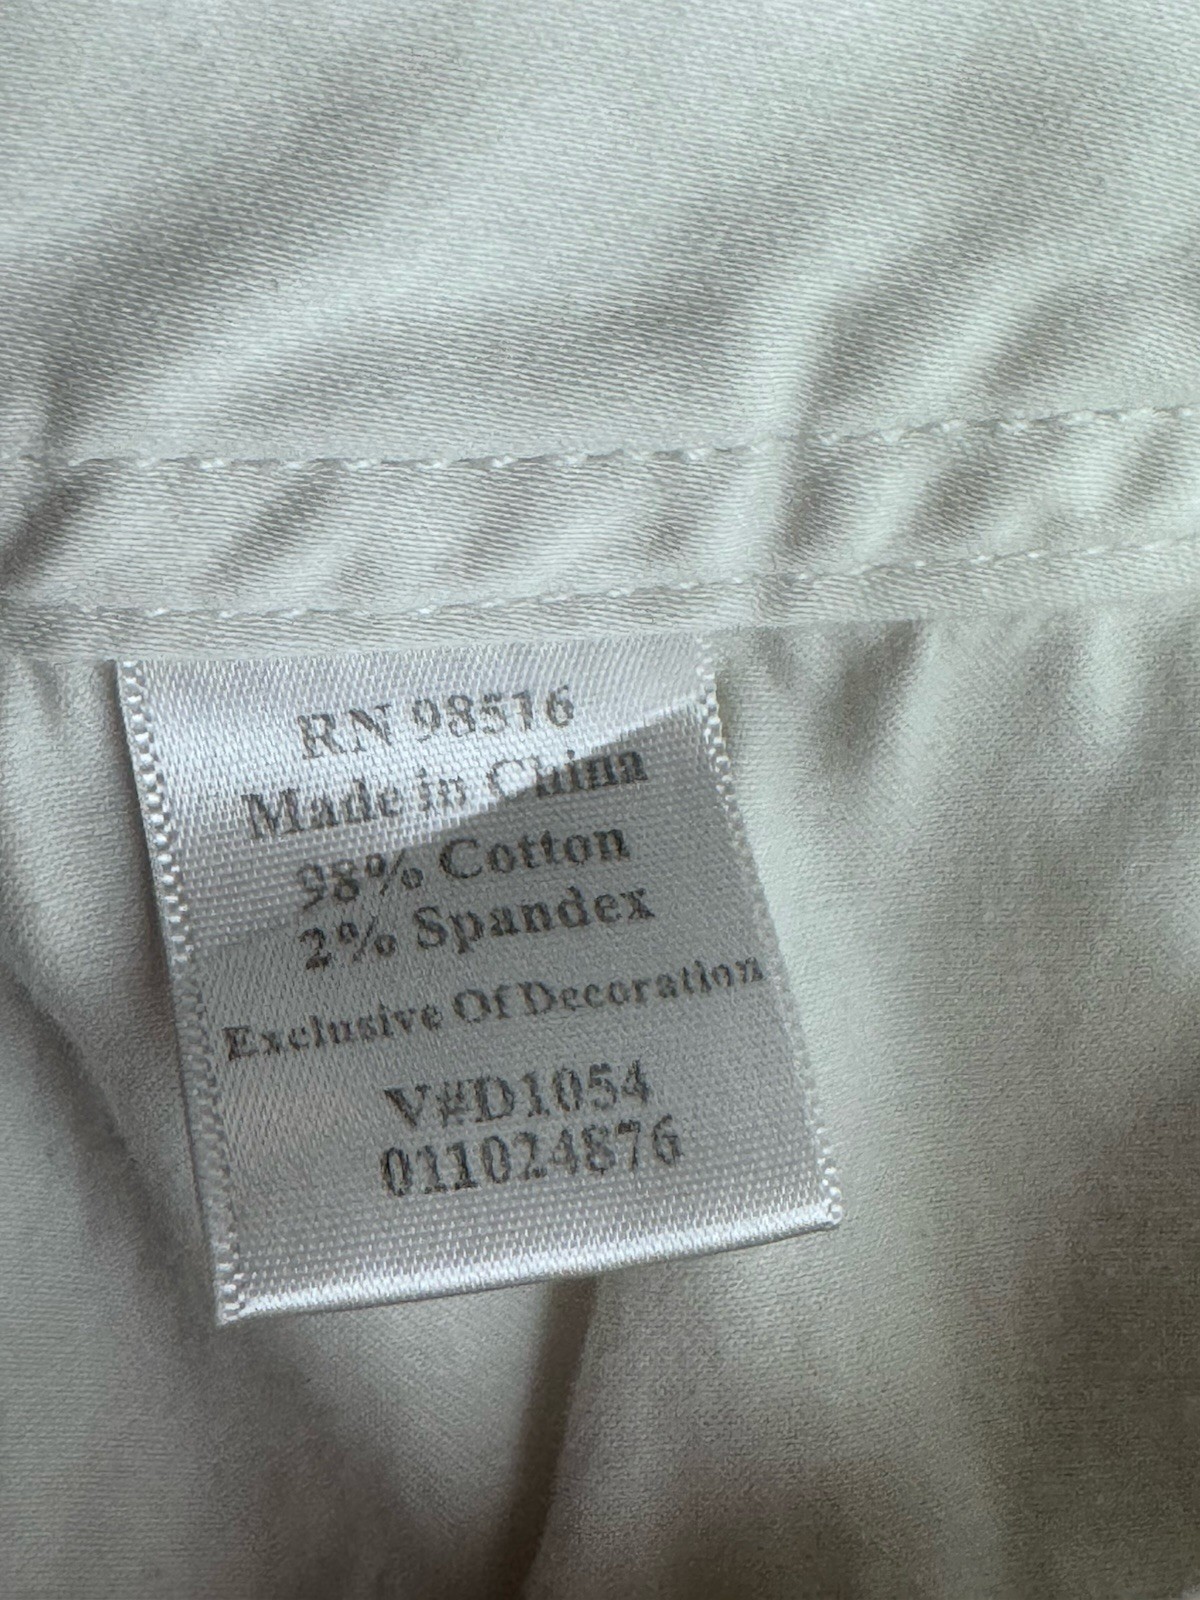 RN 98516
Made in China
98% Cotton
2% Spandex
Exclusive Of Decoration
V#D1054
011024876